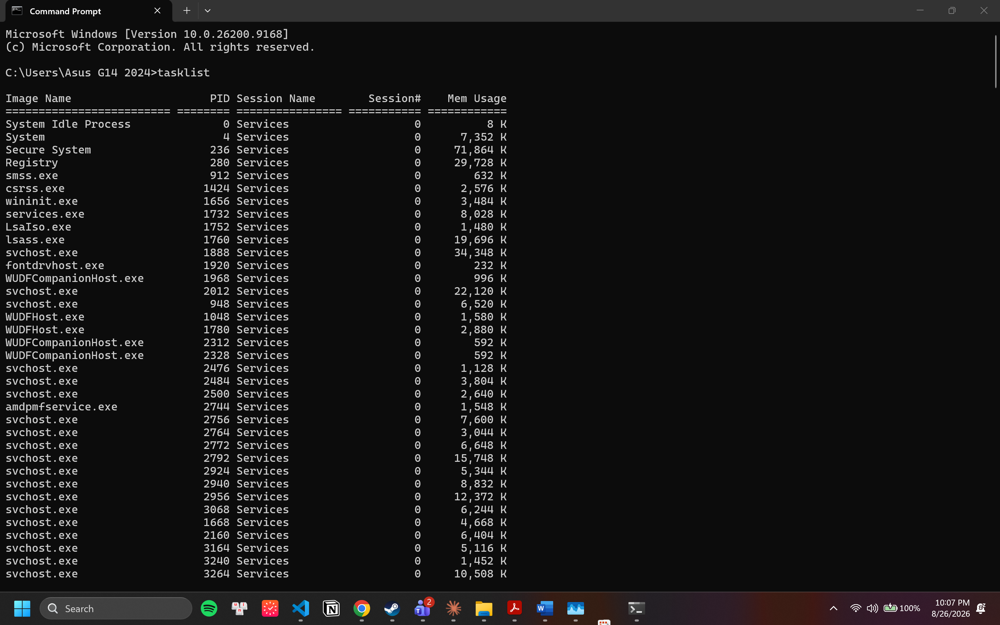 Command Prompt
Microsoft Windows [Version 10.0.26200.9168]
(c) Microsoft Corporation. All rights reserved.
C:\Users\Asus G14 2024>tasklist
Image Name                     PID Session Name        Session#    Mem Usage
========================= ======== ================ =========== ============
System Idle Process              0 Services                   0          8 K
System                           4 Services                   0      7,352 K
Secure System                  236 Services                   0     71,864 K
Registry                       280 Services                   0     29,728 K
smss.exe                       912 Services                   0        632 K
csrss.exe                     1424 Services                   0      2,576 K
wininit.exe                   1656 Services                   0      3,484 K
services.exe                  1732 Services                   0      8,028 K
LsaIso.exe                    1752 Services                   0      1,480 K
lsass.exe                     1760 Services                   0     19,696 K
svchost.exe                   1888 Services                   0     34,348 K
fontdrvhost.exe               1920 Services                   0        232 K
WUDFCompanionHost.exe         1968 Services                   0        996 K
svchost.exe                   2012 Services                   0     22,120 K
svchost.exe                    948 Services                   0      6,520 K
WUDFHost.exe                  1048 Services                   0      1,580 K
WUDFHost.exe                  1780 Services                   0      2,880 K
WUDFCompanionHost.exe         2312 Services                   0        592 K
WUDFCompanionHost.exe         2328 Services                   0        592 K
svchost.exe                   2476 Services                   0      1,128 K
svchost.exe                   2484 Services                   0      3,804 K
svchost.exe                   2500 Services                   0      2,640 K
amdpmfservice.exe             2744 Services                   0      1,548 K
svchost.exe                   2756 Services                   0      7,600 K
svchost.exe                   2764 Services                   0      3,044 K
svchost.exe                   2772 Services                   0      6,648 K
svchost.exe                   2792 Services                   0     15,748 K
svchost.exe                   2924 Services                   0      5,344 K
svchost.exe                   2940 Services                   0      8,832 K
svchost.exe                   2956 Services                   0     12,372 K
svchost.exe                   3068 Services                   0      6,244 K
svchost.exe                   1668 Services                   0      4,668 K
svchost.exe                   2160 Services                   0      6,404 K
svchost.exe                   3164 Services                   0      5,116 K
svchost.exe                   3240 Services                   0      1,452 K
svchost.exe                   3264 Services                   0     10,508 K
Search
2
100%
10:07 PM
8/26/2026